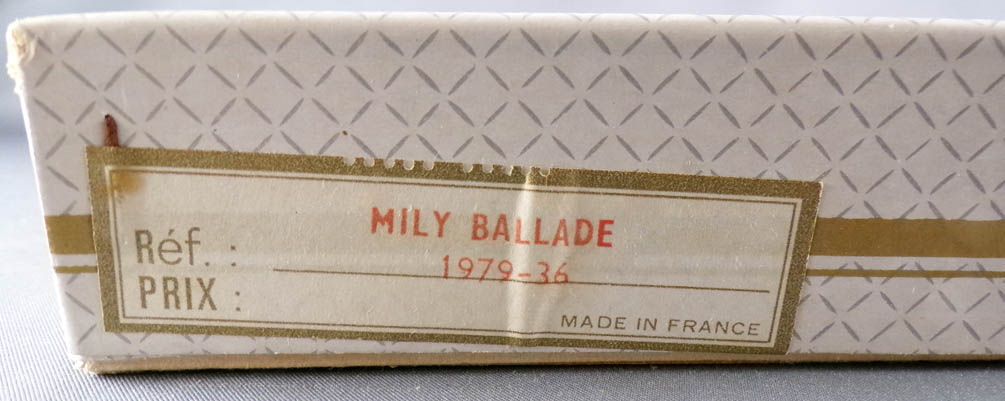 MILY BALLADE
Réf. : 1979-36
PRIX :
MADE IN FRANCE